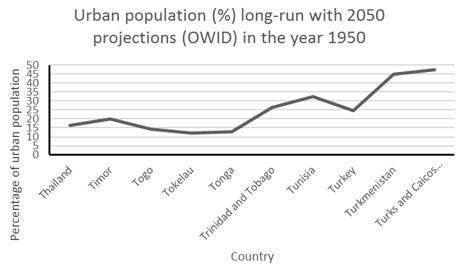 Urban population (%) long-run with 2050
projections (OWID) in the year 1950
Percentage of urban population
50
45
40
35
30
25
20
15
10
5
0
Thailand
Timor
Togo
Tokelau
Tonga
Trinidad and Tobago
Tunisia
Turkey
Turkmenistan
Turks and Caicos...
Country